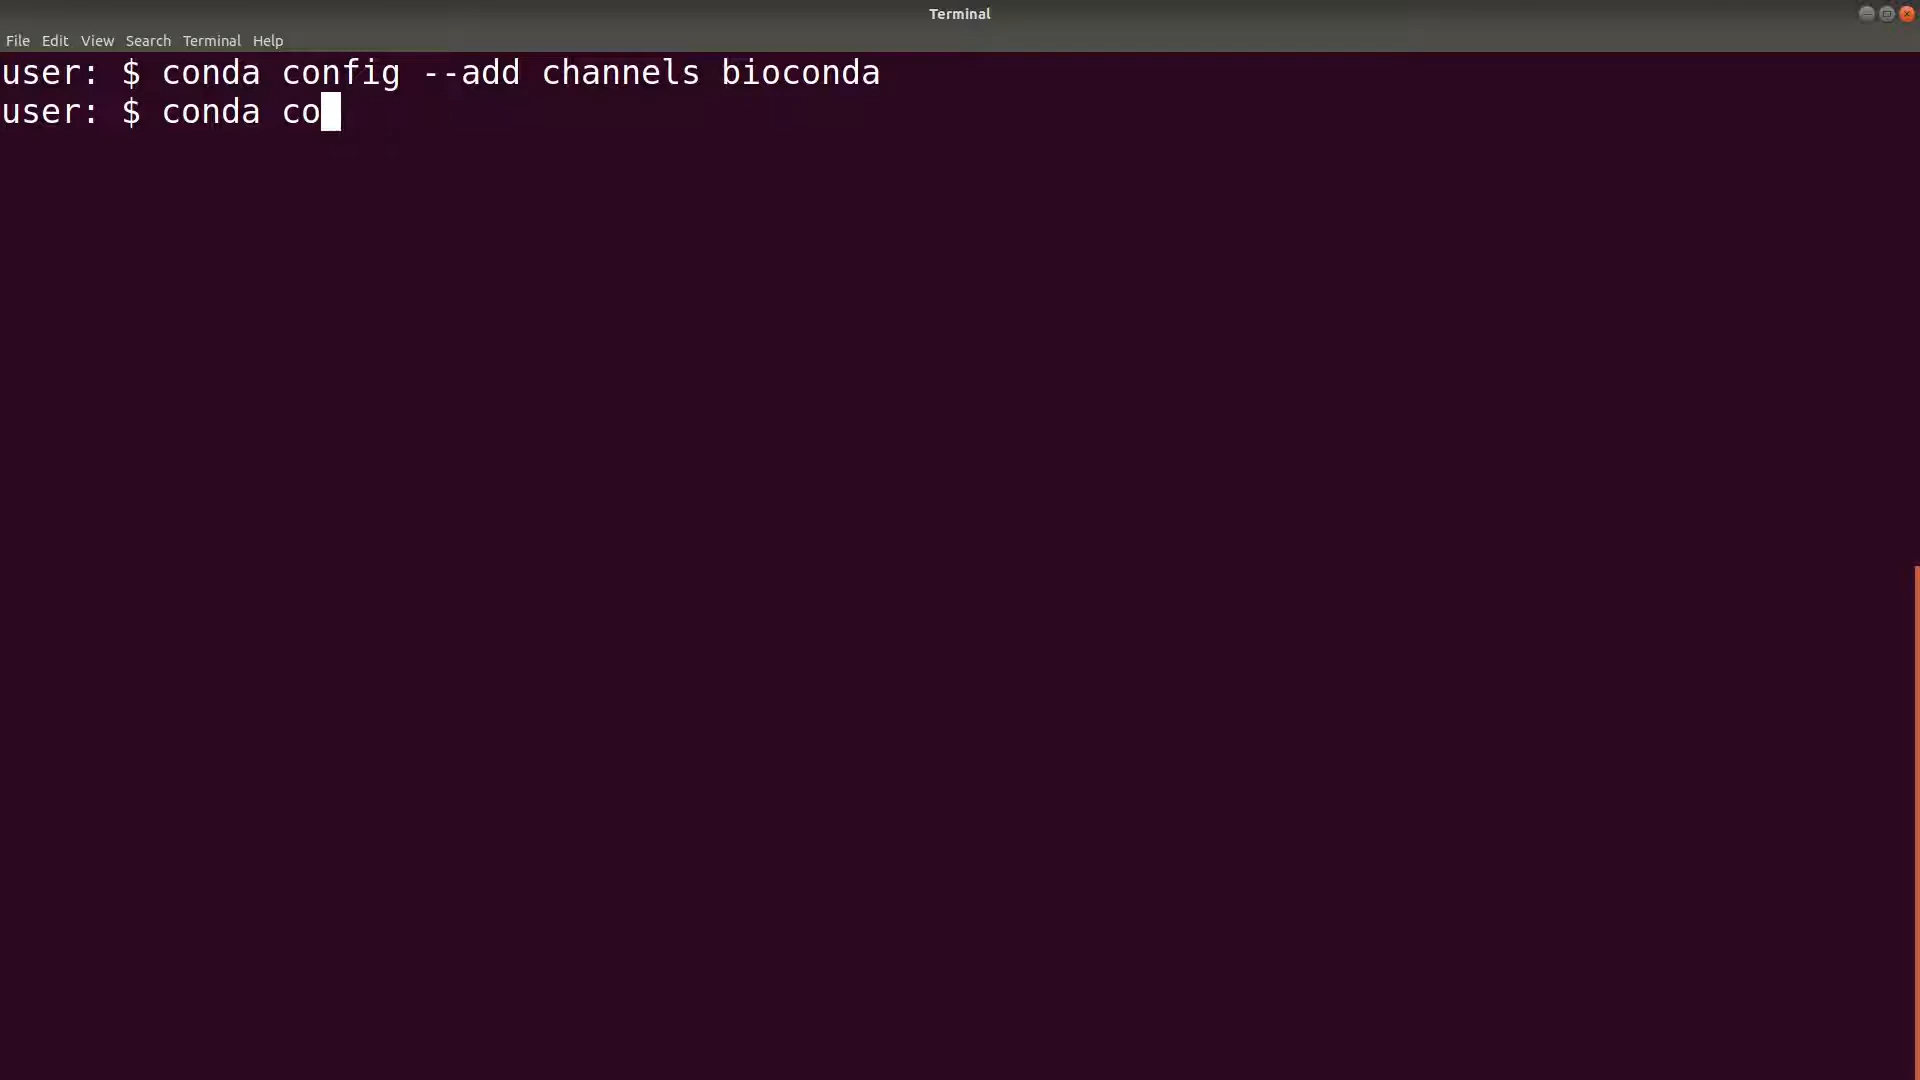 Terminal
File Edit View Search Terminal Help
user: $ conda config --add channels bioconda
user: $ conda co